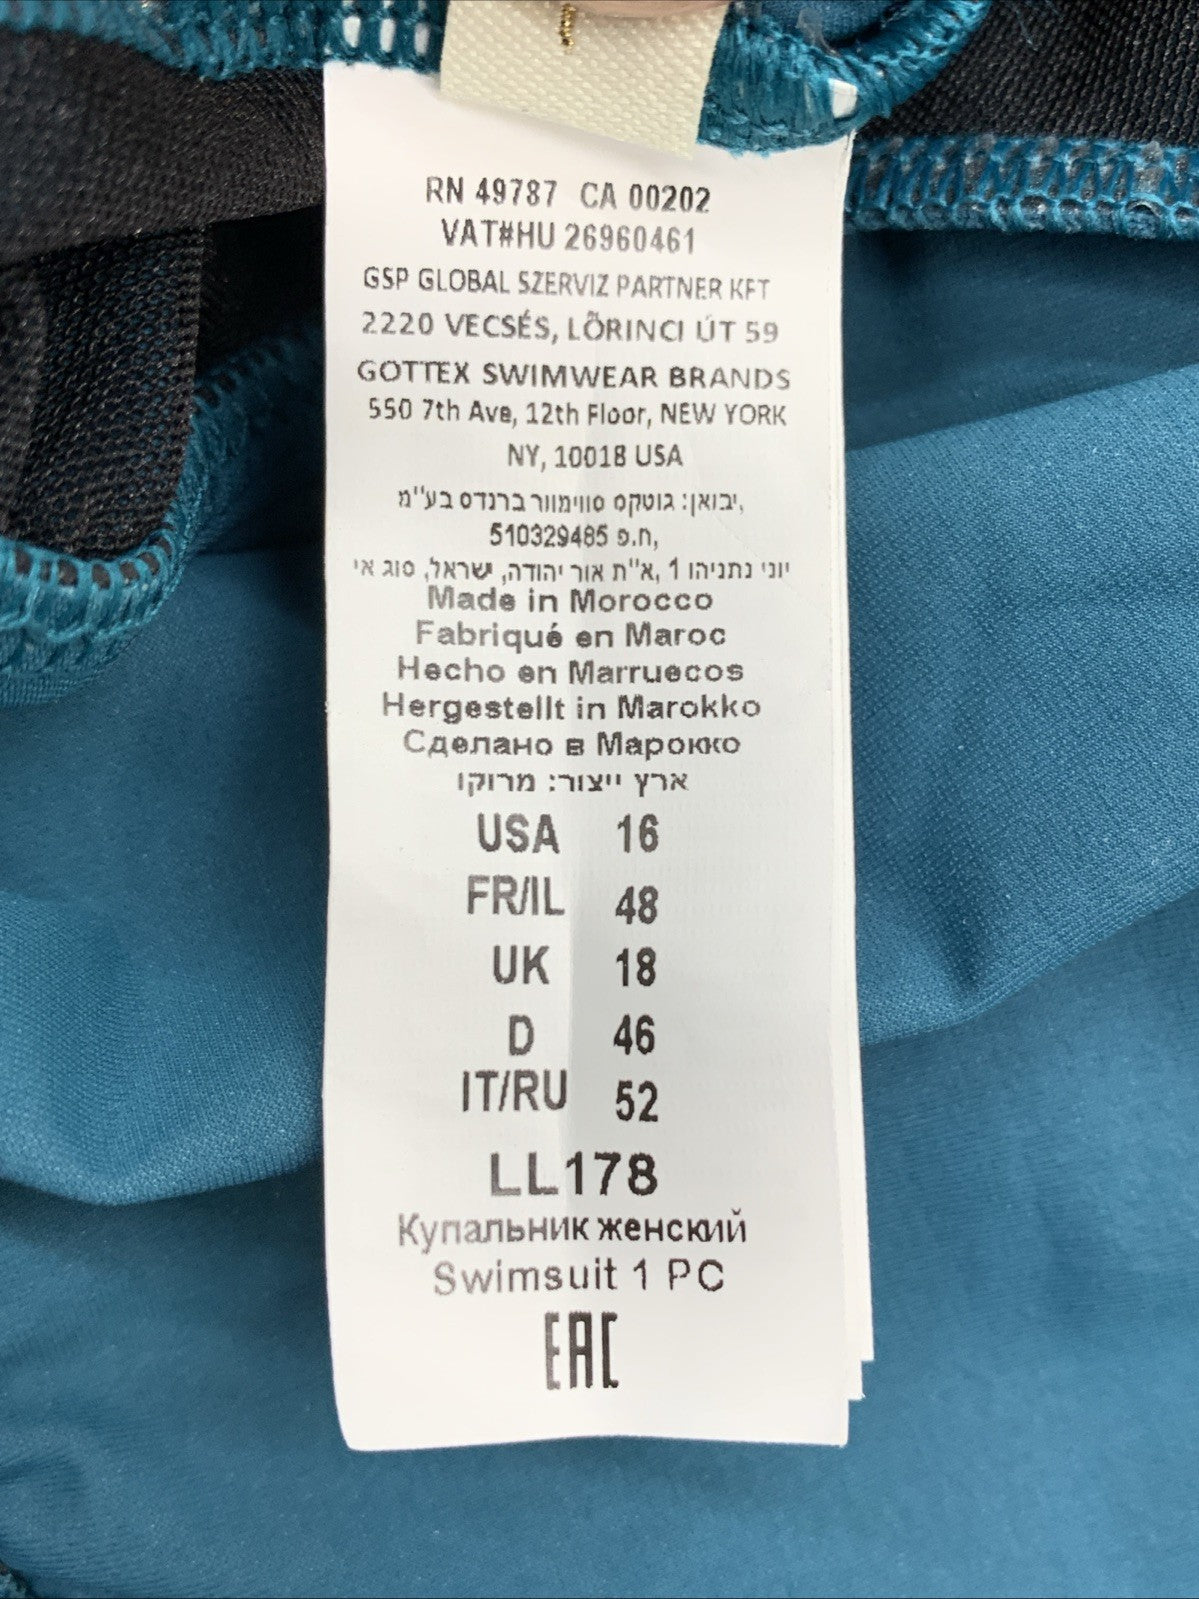 RN 49787 CA 00202
VAT#HU 26960461
GSP GLOBAL SZERVIZ PARTNER KFT
2220 VECSÉS, LŐRINCI ÚT 59
GOTTEX SWIMWEAR BRANDS
550 7th Ave, 12th Floor, NEW YORK
NY, 10018 USA
יבואן: גוטקס סווימוור ברנדס בע"מ,
ח.פ 510329485,
יוני נתניהו 1, א"ת אור יהודה, ישראל, סוג אי
Made in Morocco
Fabriqué en Maroc
Hecho en Marruecos
Hergestellt in Marokko
Сделано в Марокко
ארץ ייצור: מרוקו
USA 16
FR/IL 48
UK 18
D 46
IT/RU 52
LL178
Купальник женский
Swimsuit 1 PC
EAC